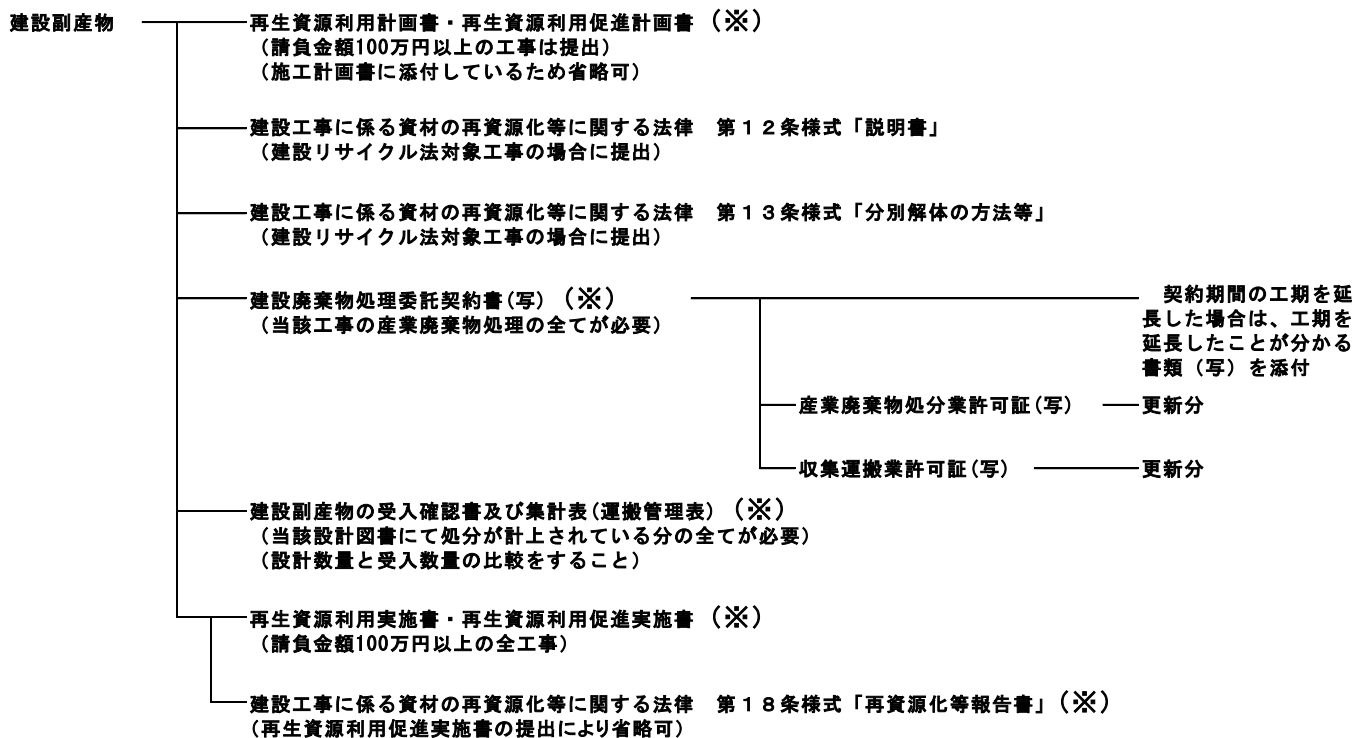 建設副産物
再生資源利用計画書・再生資源利用促進計画書（※）
（請負金額100万円以上の工事は提出）
（施工計画書に添付しているため省略可）
建設工事に係る資材の再資源化等に関する法律　第１２条様式「説明書」
（建設リサイクル法対象工事の場合に提出）
建設工事に係る資材の再資源化等に関する法律　第１３条様式「分別解体の方法等」
（建設リサイクル法対象工事の場合に提出）
建設廃棄物処理委託契約書(写)（※）
（当該工事の産業廃棄物処理の全てが必要）
契約期間の工期を延
長した場合は、工期を
延長したことが分かる
書類（写）を添付
産業廃棄物処分業許可証(写)
更新分
収集運搬業許可証(写)
更新分
建設副産物の受入確認書及び集計表(運搬管理表)（※）
（当該設計図書にて処分が計上されている分の全てが必要）
（設計数量と受入数量の比較をすること）
再生資源利用実施書・再生資源利用促進実施書（※）
（請負金額100万円以上の全工事）
建設工事に係る資材の再資源化等に関する法律　第１８条様式「再資源化等報告書」（※）
（再生資源利用促進実施書の提出により省略可）